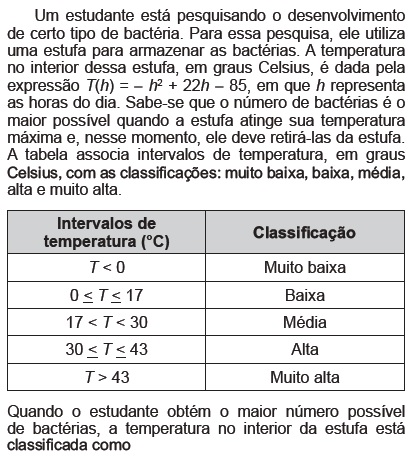 Um estudante está pesquisando o desenvolvimento
de certo tipo de bactéria. Para essa pesquisa, ele utiliza
uma estufa para armazenar as bactérias. A temperatura
no interior dessa estufa, em graus Celsius, é dada pela
expressão T(h) = – h² + 22h – 85, em que h representa
as horas do dia. Sabe-se que o número de bactérias é o
maior possível quando a estufa atinge sua temperatura
máxima e, nesse momento, ele deve retirá-las da estufa.
A tabela associa intervalos de temperatura, em graus
Celsius, com as classificações: muito baixa, baixa, média,
alta e muito alta.
Intervalos de temperatura (°C) Classificação
T < 0 Muito baixa
0 ≤ T ≤ 17 Baixa
17 < T < 30 Média
30 ≤ T ≤ 43 Alta
T > 43 Muito alta
Quando o estudante obtém o maior número possível
de bactérias, a temperatura no interior da estufa está
classificada como